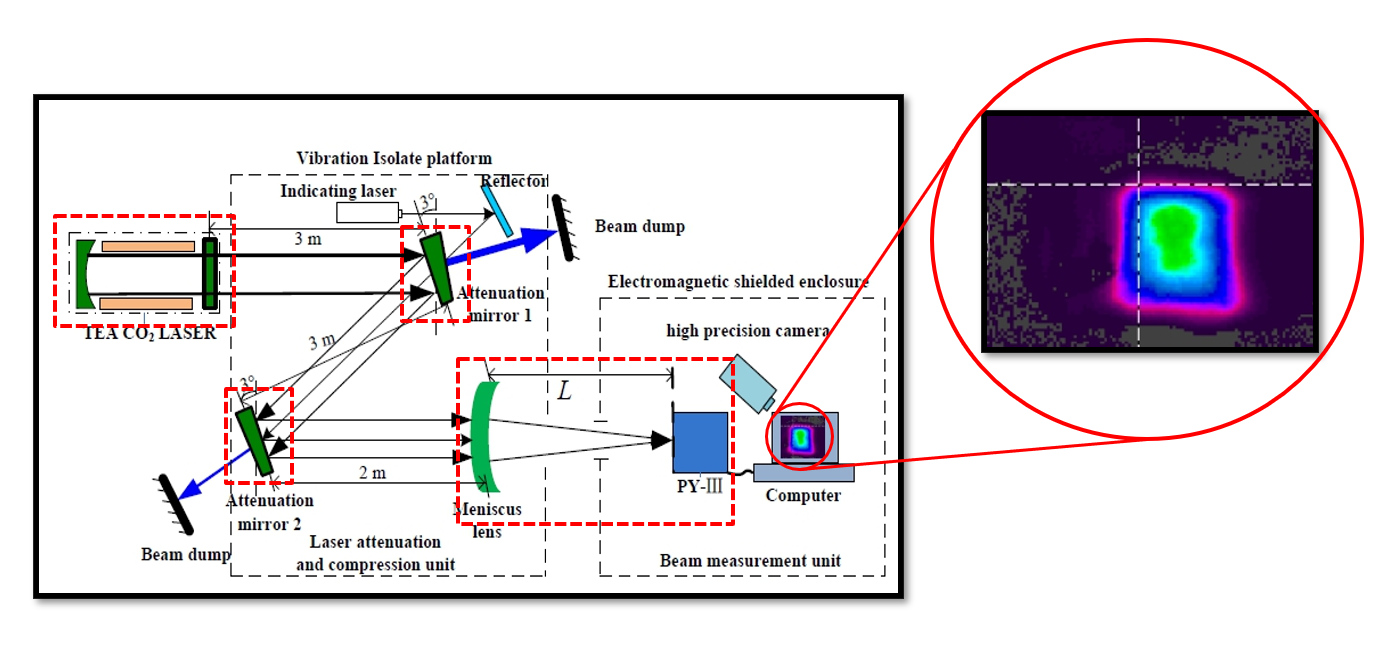 Vibration Isolate platform
Indicating laser
Reflector
3°
3 m
Beam dump
TEA CO₂ LASER
Attenuation
mirror 1
Electromagnetic shielded enclosure
high precision camera
3 m
3°
L
2 m
PY-III
Computer
Attenuation
mirror 2
Meniscus
lens
Beam dump
Laser attenuation
and compression unit
Beam measurement unit